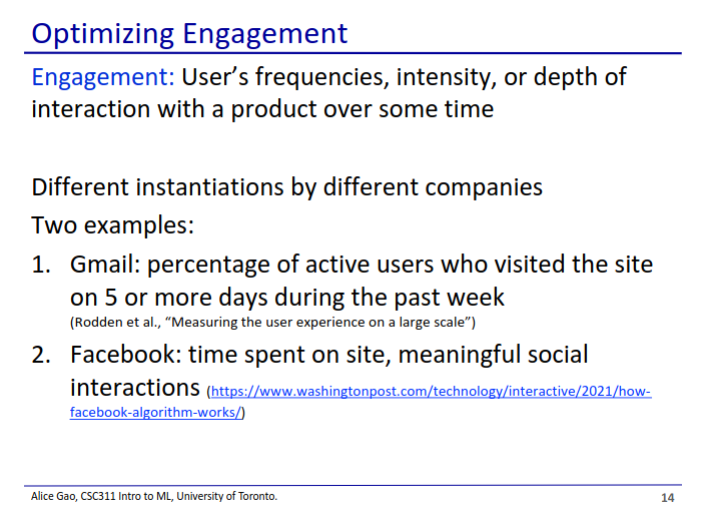 Optimizing Engagement
Engagement: User's frequencies, intensity, or depth of
interaction with a product over some time
Different instantiations by different companies
Two examples:
1. Gmail: percentage of active users who visited the site
on 5 or more days during the past week
(Rodden et al., "Measuring the user experience on a large scale")
2. Facebook: time spent on site, meaningful social
interactions (https://www.washingtonpost.com/technology/interactive/2021/how-
facebook-algorithm-works/)
Alice Gao, CSC311 Intro to ML, University of Toronto.
14